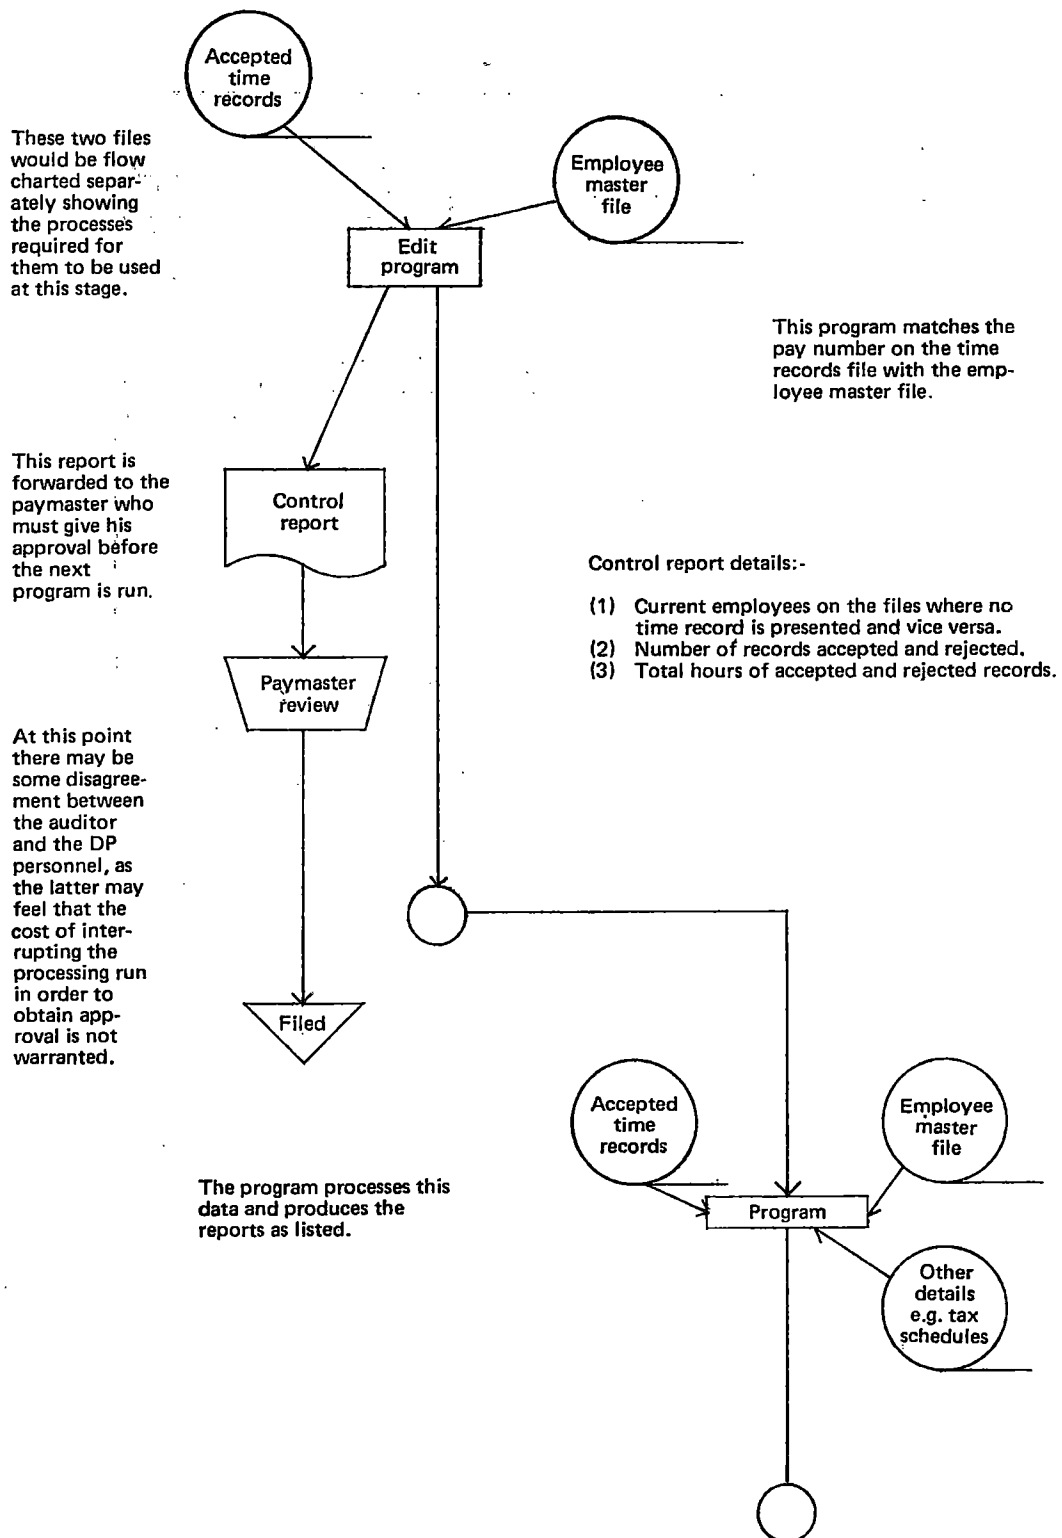 Accepted
time
records
These two files
would be flow
charted separ-
ately showing
the processes
required for
them to be used
at this stage.
Employee
master
file
Edit
program
This program matches the
pay number on the time
records file with the emp-
loyee master file.
This report is
forwarded to the
paymaster who
must give his
approval before
the next
program is run.
Control
report
Control report details:-
(1) Current employees on the files where no
time record is presented and vice versa.
(2) Number of records accepted and rejected.
(3) Total hours of accepted and rejected records.
Paymaster
review
At this point
there may be
some disagree-
ment between
the auditor
and the DP
personnel, as
the latter may
feel that the
cost of inter-
rupting the
processing run
in order to
obtain app-
roval is not
warranted.
Filed
Accepted
time
records
Employee
master
file
The program processes this
data and produces the
reports as listed.
Program
Other
details
e.g. tax
schedules